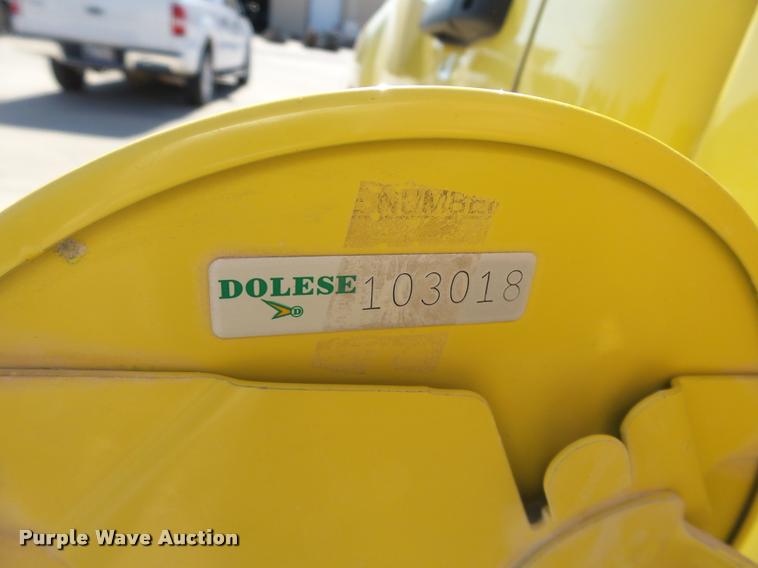 NUMBER
DOLESE 103018
D
Purple Wave Auction